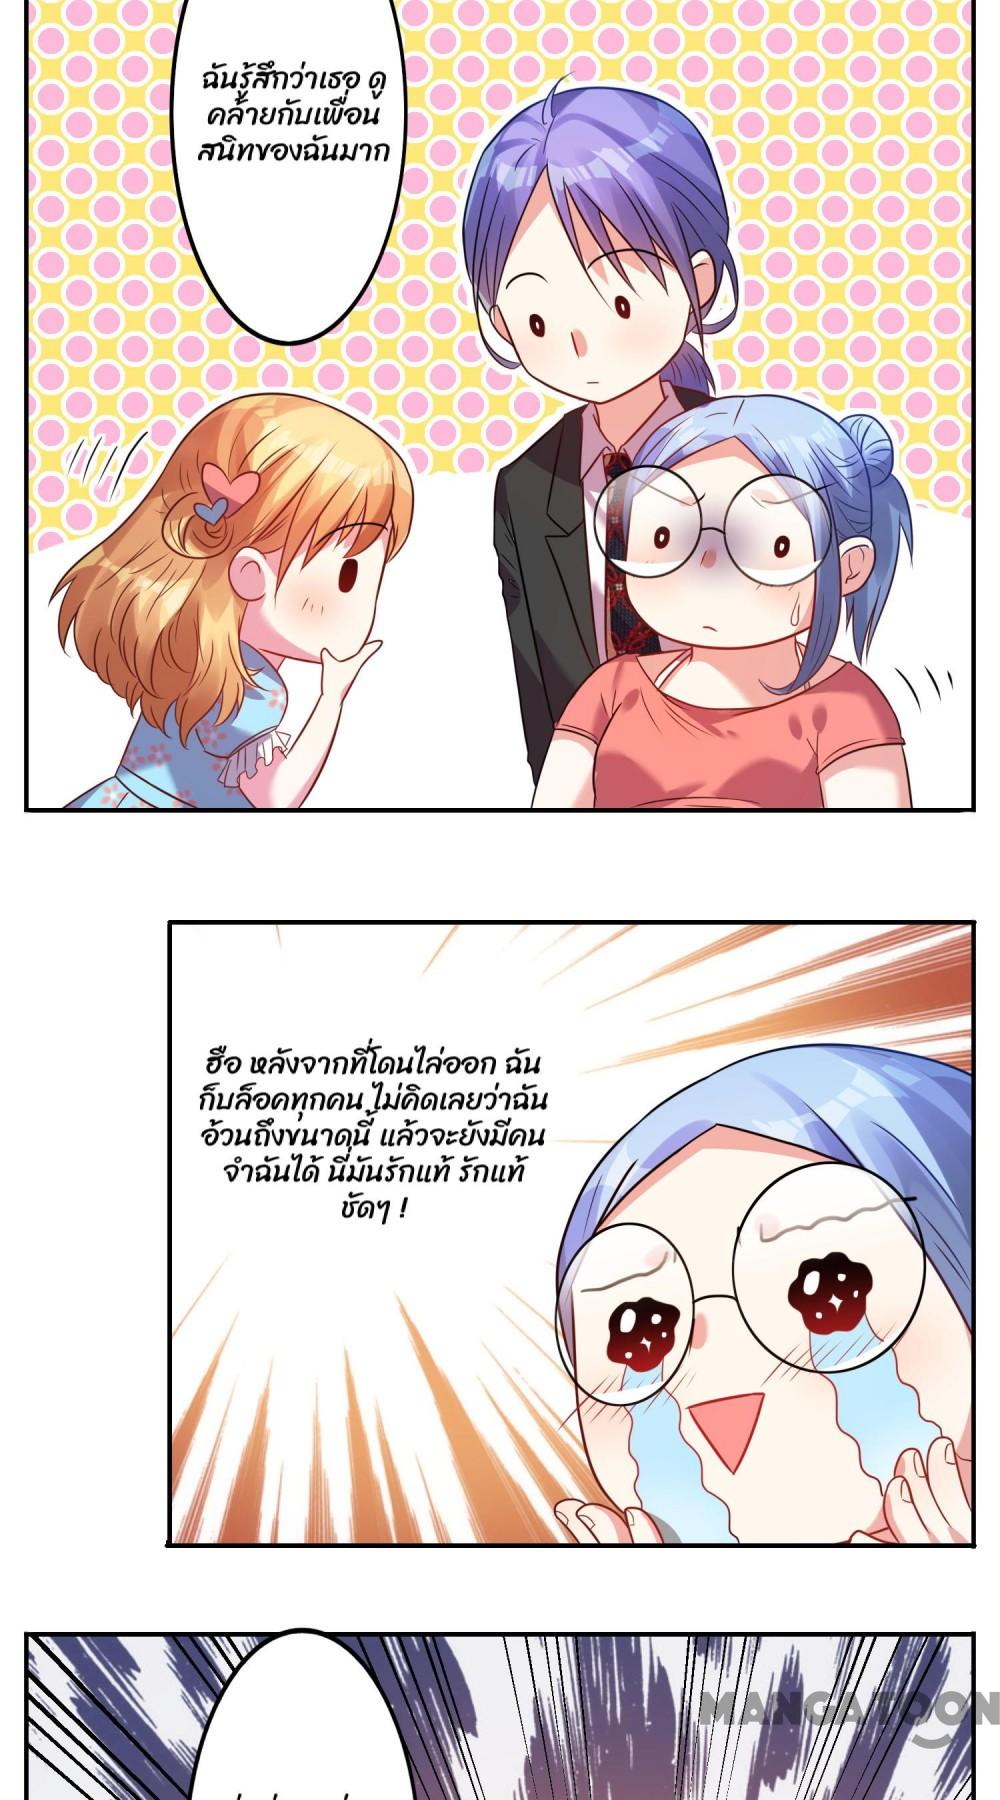 ฉันรู้สึกว่าเธอ ดู
คล้ายกับเพื่อน
สนิทของฉันมาก
ฮือ หลังจากที่โดนไล่ออก ฉัน
ก็บล็อคทุกคน ไม่คิดเลยว่าฉัน
อ้วนถึงขนาดนี้ แล้วจะยังมีคน
จำฉันได้ นี่มันรักแท้ รักแท้
ชัดๆ !
MANGATOON